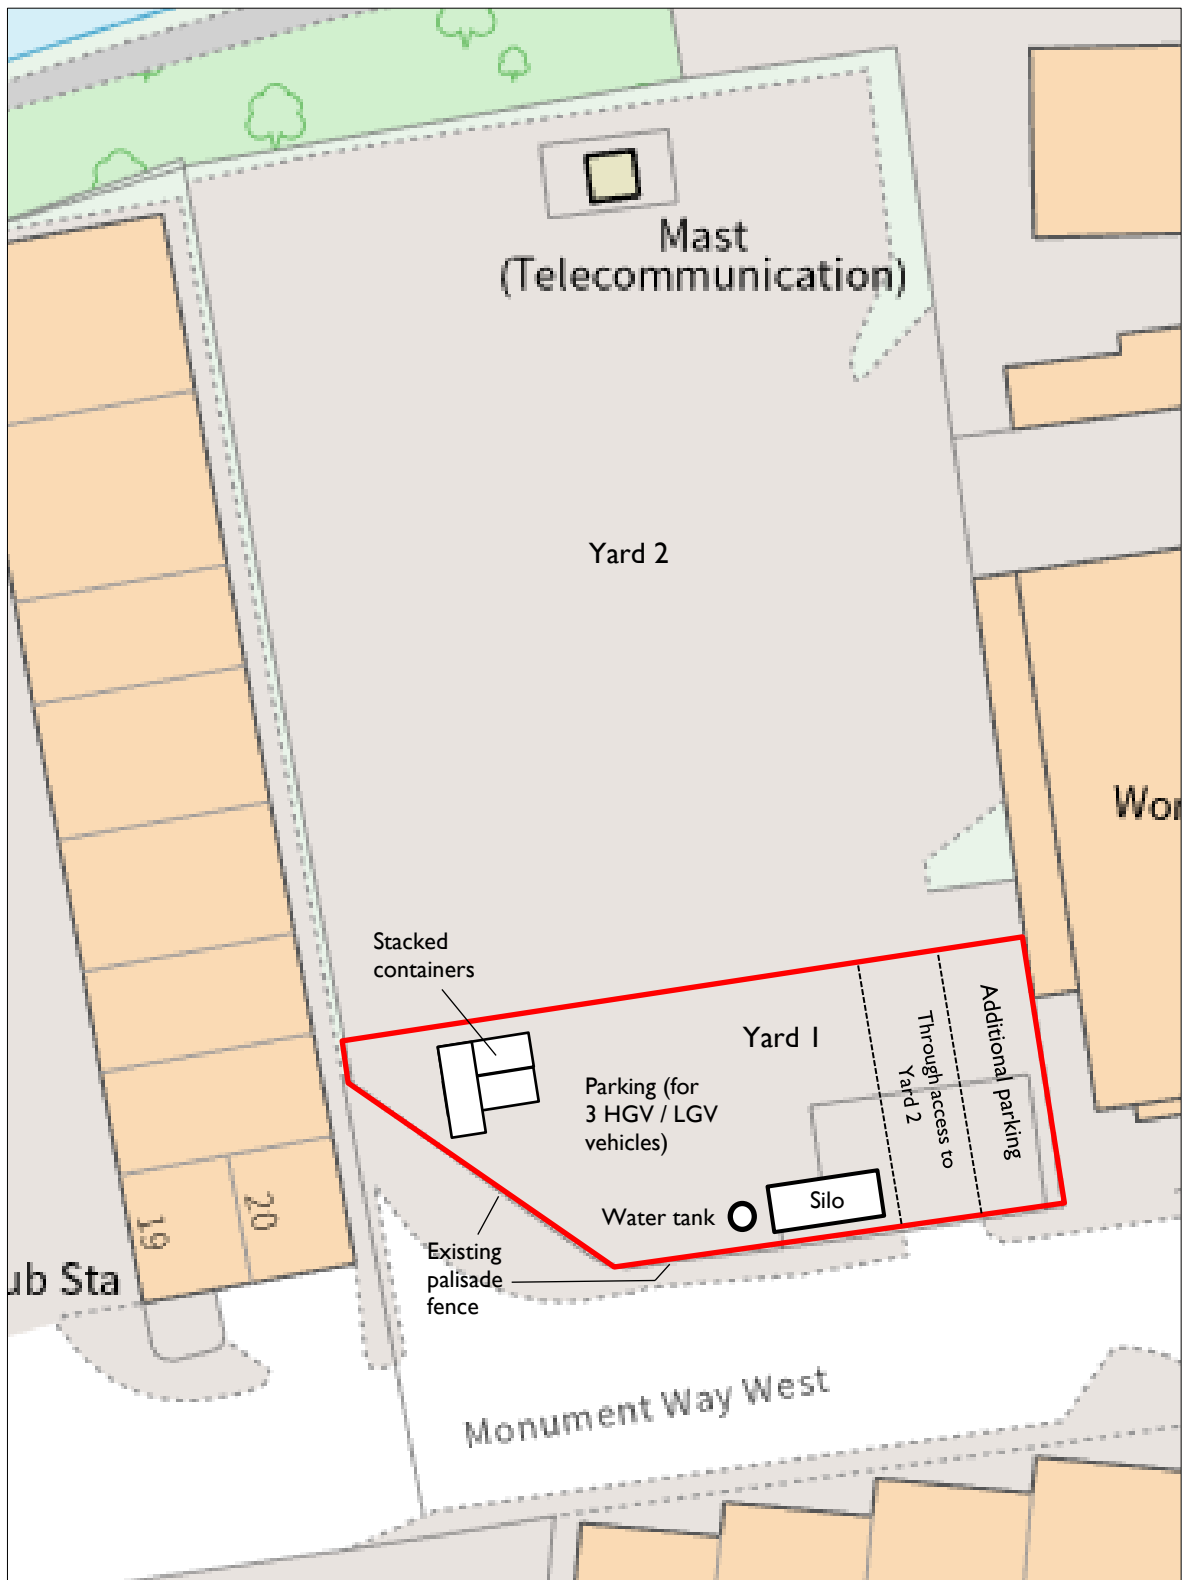 Mast
(Telecommunication)
Yard 2
Wor
Stacked
containers
Yard 1
Additional parking
Through access to
Yard 2
Parking (for
3 HGV / LGV
vehicles)
Silo
Water tank
20
19
Existing
palisade
fence
ub Sta
Monument Way West